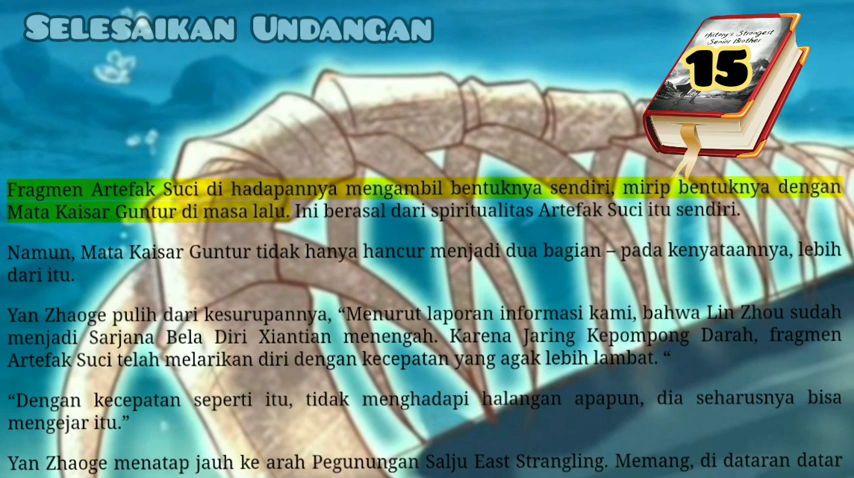 Selesaikan Undangan
History's Strangest
Senior Brother
15
Fragmen Artefak Suci di hadapannya mengambil bentuknya sendiri, mirip bentuknya dengan
Mata Kaisar Guntur di masa lalu. Ini berasal dari spiritualitas Artefak Suci itu sendiri.
Namun, Mata Kaisar Guntur tidak hanya hancur menjadi dua bagian – pada kenyataannya, lebih
dari itu.
Yan Zhaoge pulih dari kesurupannya, “Menurut laporan informasi kami, bahwa Lin Zhou sudah
menjadi Sarjana Bela Diri Xiantian menengah. Karena Jaring Kepompong Darah, fragmen
Artefak Suci telah melarikan diri dengan kecepatan yang agak lebih lambat. “
“Dengan kecepatan seperti itu, tidak menghadapi halangan apapun, dia seharusnya bisa
mengejar itu.”
Yan Zhaoge menatap jauh ke arah Pegunungan Salju East Strangling. Memang, di dataran datar